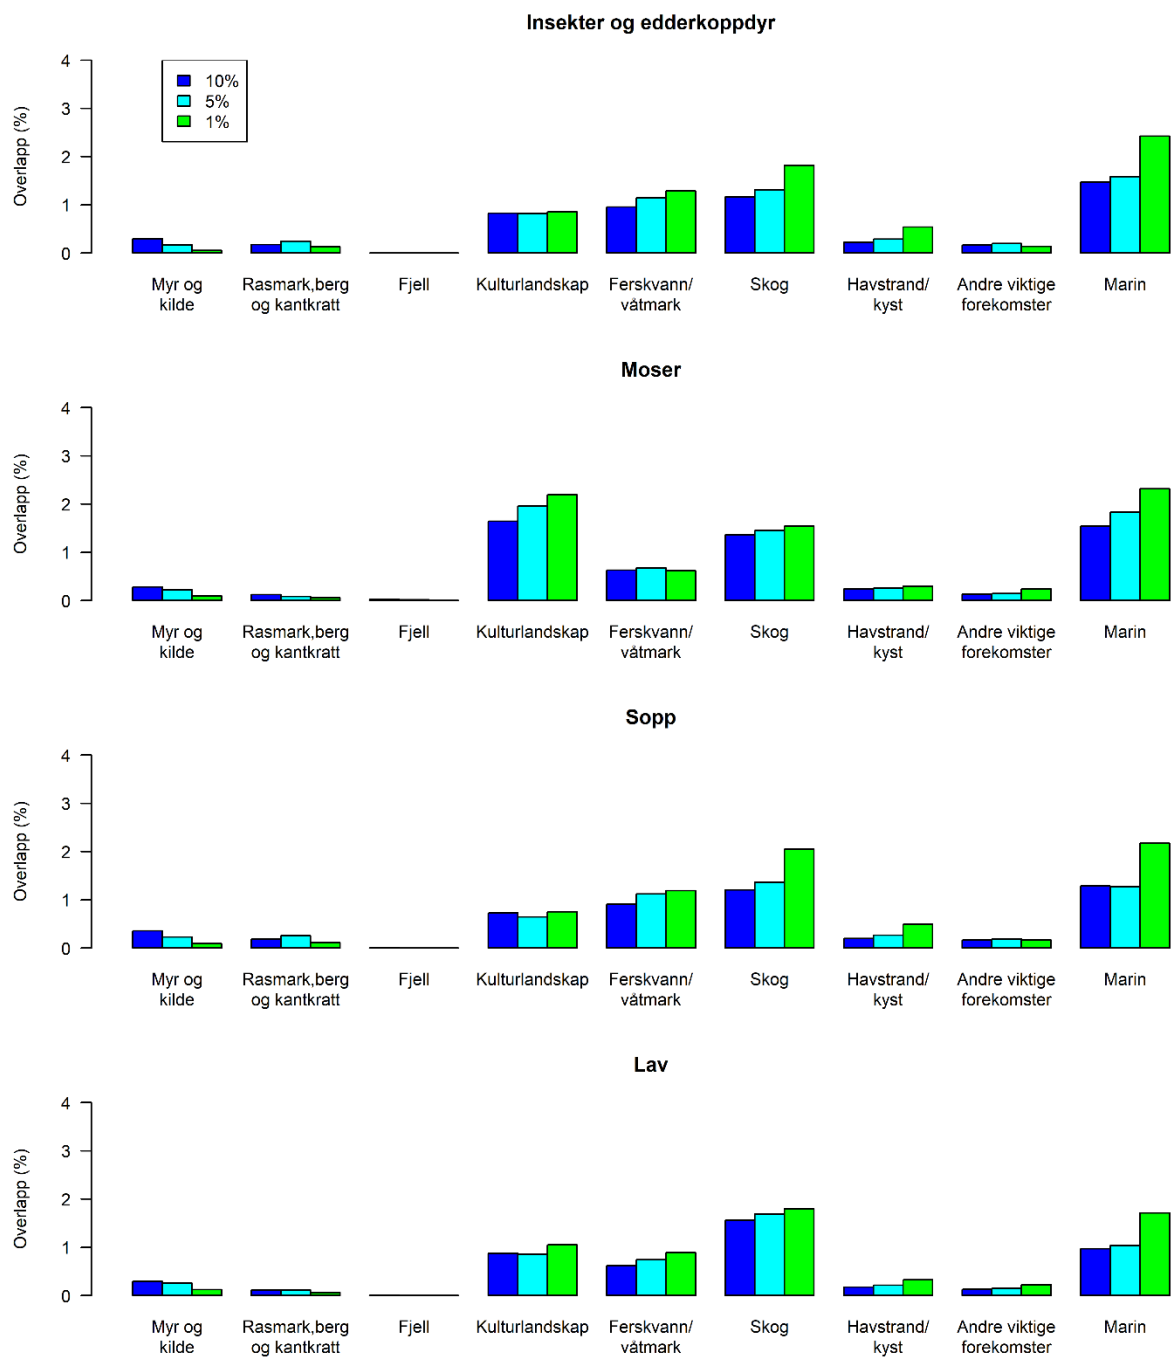 Insekter og edderkoppdyr
4
3
2
1
0
Overlapp (%)
10%
5%
1%
Myr og
kilde
Rasmark,berg
og kantkratt
Fjell
Kulturlandskap
Ferskvann/
våtmark
Skog
Havstrand/
kyst
Andre viktige
forekomster
Marin
Moser
4
3
2
1
0
Overlapp (%)
Myr og
kilde
Rasmark,berg
og kantkratt
Fjell
Kulturlandskap
Ferskvann/
våtmark
Skog
Havstrand/
kyst
Andre viktige
forekomster
Marin
Sopp
4
3
2
1
0
Overlapp (%)
Myr og
kilde
Rasmark,berg
og kantkratt
Fjell
Kulturlandskap
Ferskvann/
våtmark
Skog
Havstrand/
kyst
Andre viktige
forekomster
Marin
Lav
4
3
2
1
0
Overlapp (%)
Myr og
kilde
Rasmark,berg
og kantkratt
Fjell
Kulturlandskap
Ferskvann/
våtmark
Skog
Havstrand/
kyst
Andre viktige
forekomster
Marin